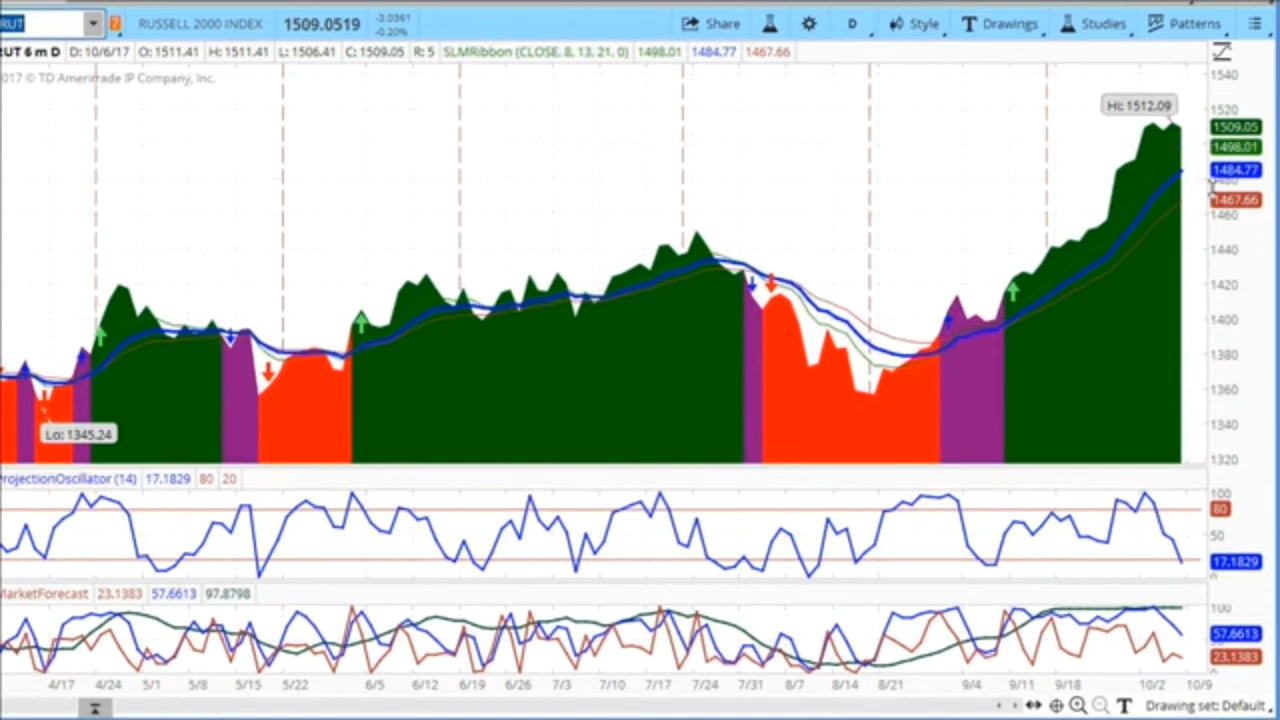 RUT RUSSELL 2000 INDEX 1509.0519 -3.0361 -0.20% Share D Style Drawings Studies Patterns
RUT 6 m D D: 10/6/17 O: 1511.41 H: 1511.41 L: 1506.41 C: 1509.05 R: 5 SLMRibbon (CLOSE, 8, 13, 21, 0) 1498.01 1484.77 1467.66
017 © TD Ameritrade IP Company, Inc.
1540
Hi: 1512.09
1520
1509.05
1498.01
1484.77
1480
1467.66
1460
1440
1420
1400
1380
1360
Lo: 1345.24
1340
1320
ProjectionOscillator (14) 17.1829 80 20
100
80
50
17.1829
0
MarketForecast 23.1383 57.6613 97.8798
100
57.6613
23.1383
0
4/17 4/24 5/1 5/8 5/15 5/22 6/5 6/12 6/19 6/26 7/3 7/10 7/17 7/24 7/31 8/7 8/14 8/21 9/4 9/11 9/18 10/2 10/9
T Drawing set: Default